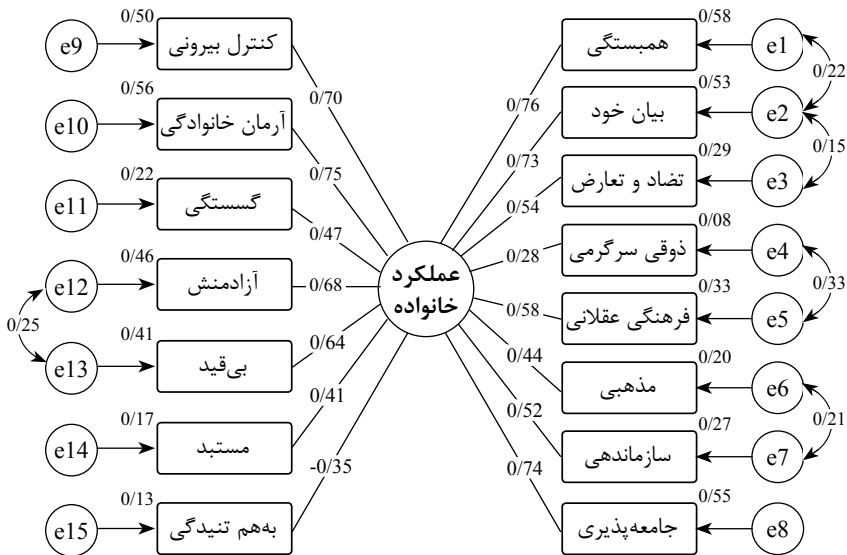 0/50
e9
کنترل بیرونی
0/70
0/56
e10
آرمان خانوادگی
0/75
0/22
e11
گسستگی
0/47
0/46
e12
آزادمنش
0/68
0/25
0/41
e13
بی‌قید
0/64
0/17
e14
مستبد
0/41
0/13
e15
به‌هم تنیدگی
-0/35
عملکرد
خانواده
0/58
همبستگی
e1
0/76
0/22
0/53
بیان خود
e2
0/73
0/15
0/29
تضاد و تعارض
e3
0/54
0/08
ذوقی سرگرمی
e4
0/28
0/33
0/33
فرهنگی عقلانی
e5
0/58
0/20
مذهبی
e6
0/44
0/21
0/27
سازماندهی
e7
0/52
0/55
جامعه‌پذیری
e8
0/74